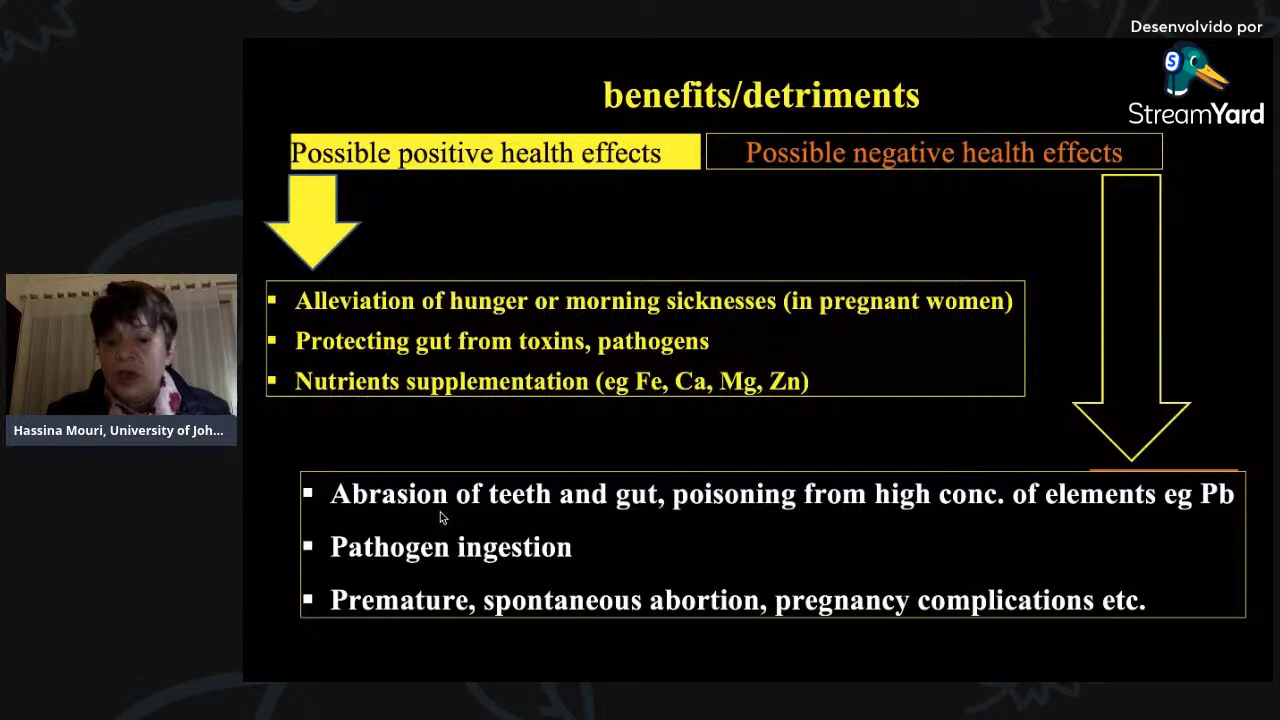 Desenvolvido por
StreamYard
benefits/detriments
Possible positive health effects
Possible negative health effects
▪ Alleviation of hunger or morning sicknesses (in pregnant women)
▪ Protecting gut from toxins, pathogens
▪ Nutrients supplementation (eg Fe, Ca, Mg, Zn)
▪ Abrasion of teeth and gut, poisoning from high conc. of elements eg Pb
▪ Pathogen ingestion
▪ Premature, spontaneous abortion, pregnancy complications etc.
Hassina Mouri, University of Joh...